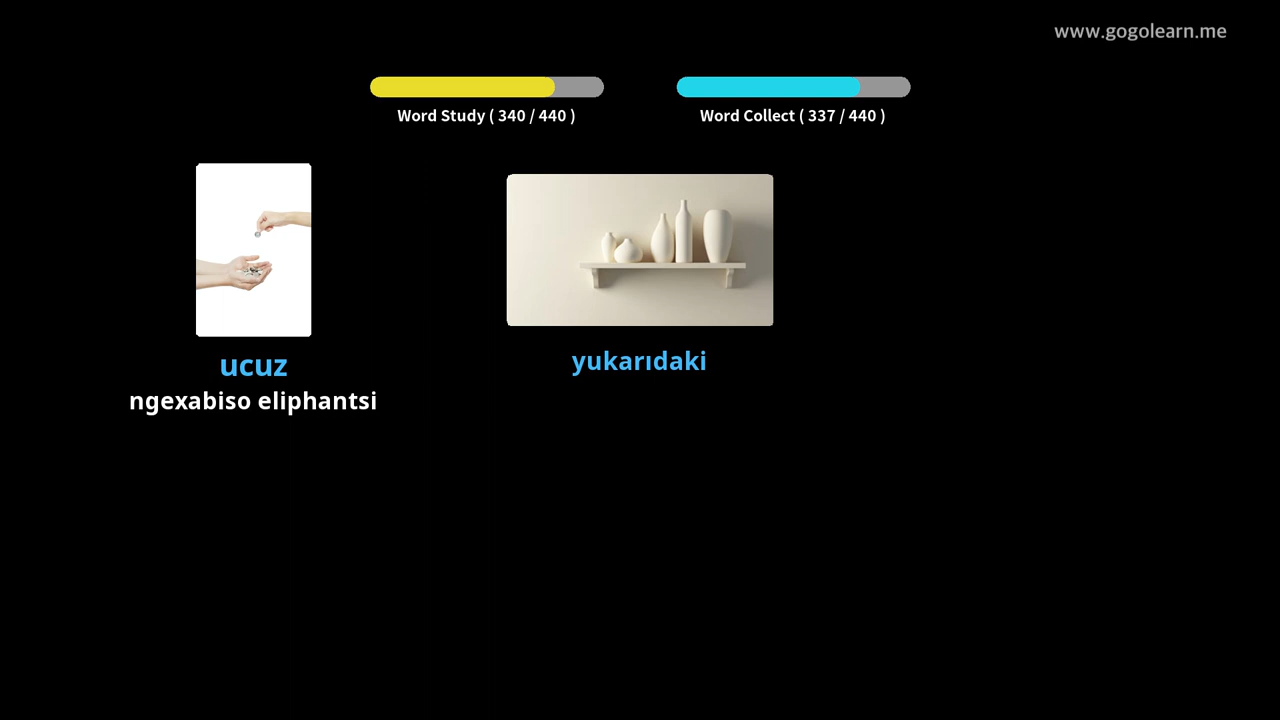 www.gogolearn.me
Word Study ( 340 / 440 )
Word Collect ( 337 / 440 )
ucuz
ngexabiso eliphantsi
yukarıdaki